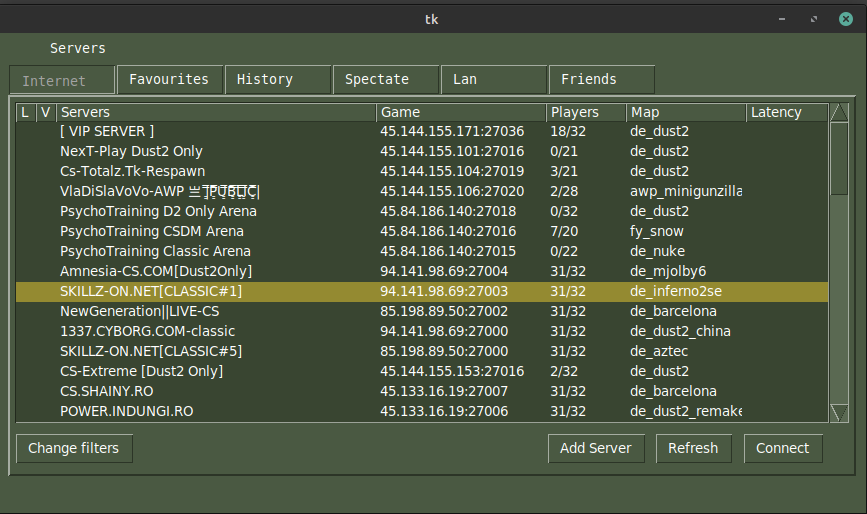 tk
Servers
Internet Favourites History Spectate Lan Friends
L V Servers Game Players Map Latency
[ VIP SERVER ] 45.144.155.171:27036 18/32 de_dust2
NexT-Play Dust2 Only 45.144.155.101:27016 0/21 de_dust2
Cs-Totalz.Tk-Respawn 45.144.155.104:27019 3/21 de_dust2
VlaDiSlaVoVo-AWP 45.144.155.106:27020 2/28 awp_minigunzilla
PsychoTraining D2 Only Arena 45.84.186.140:27018 0/32 de_dust2
PsychoTraining CSDM Arena 45.84.186.140:27016 7/20 fy_snow
PsychoTraining Classic Arena 45.84.186.140:27015 0/22 de_nuke
Amnesia-CS.COM[Dust2Only] 94.141.98.69:27004 31/32 de_mjolby6
SKILLZ-ON.NET[CLASSIC#1] 94.141.98.69:27003 31/32 de_inferno2se
NewGeneration||LIVE-CS 85.198.89.50:27002 31/32 de_barcelona
1337.CYBORG.COM-classic 94.141.98.69:27000 31/32 de_dust2_china
SKILLZ-ON.NET[CLASSIC#5] 85.198.89.50:27000 31/32 de_aztec
CS-Extreme [Dust2 Only] 45.144.155.153:27016 2/32 de_dust2
CS.SHAINY.RO 45.133.16.19:27007 31/32 de_barcelona
POWER.INDUNGI.RO 45.133.16.19:27006 31/32 de_dust2_remake
Change filters Add Server Refresh Connect